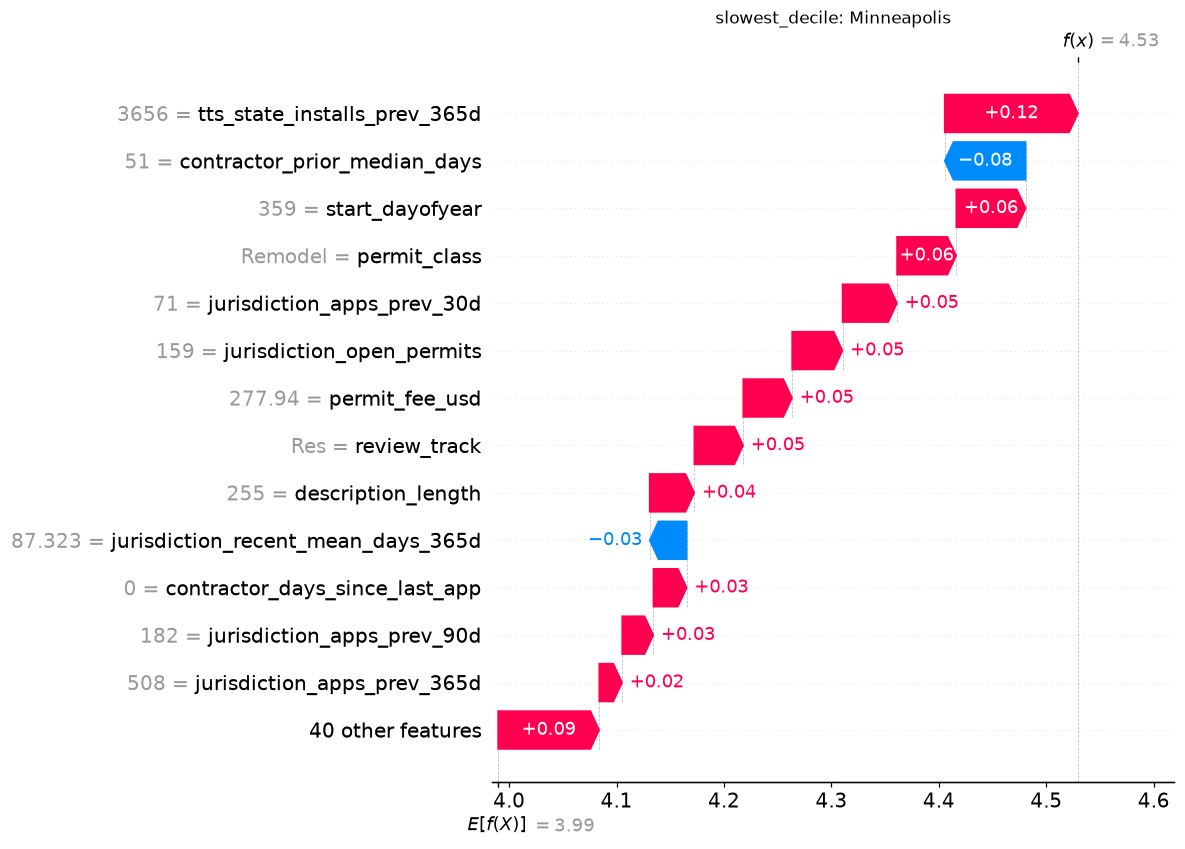 slowest_decile: Minneapolis
f(x) = 4.53
3656 = tts_state_installs_prev_365d +0.12
51 = contractor_prior_median_days −0.08
359 = start_dayofyear +0.06
Remodel = permit_class +0.06
71 = jurisdiction_apps_prev_30d +0.05
159 = jurisdiction_open_permits +0.05
277.94 = permit_fee_usd +0.05
Res = review_track +0.05
255 = description_length +0.04
87.323 = jurisdiction_recent_mean_days_365d −0.03
0 = contractor_days_since_last_app +0.03
182 = jurisdiction_apps_prev_90d +0.03
508 = jurisdiction_apps_prev_365d +0.02
40 other features +0.09
4.0 4.1 4.2 4.3 4.4 4.5 4.6
E[f(X)] = 3.99